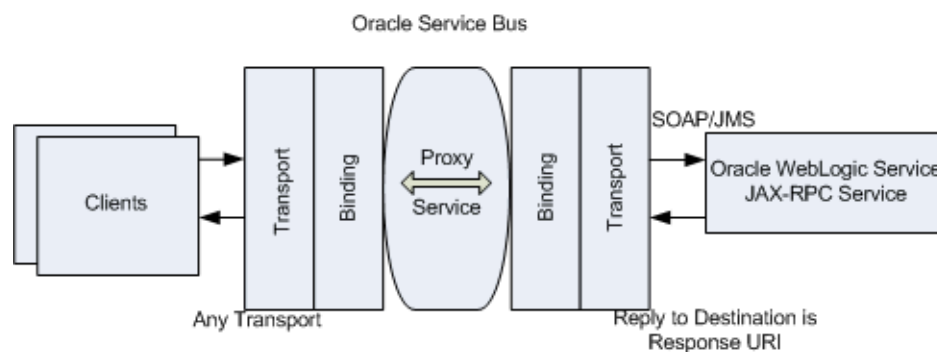 Oracle Service Bus
Clients
Transport
Binding
Proxy
Service
Binding
Transport
SOAP/JMS
Oracle WebLogic Service
JAX-RPC Service
Any Transport
Reply to Destination is
Response URI